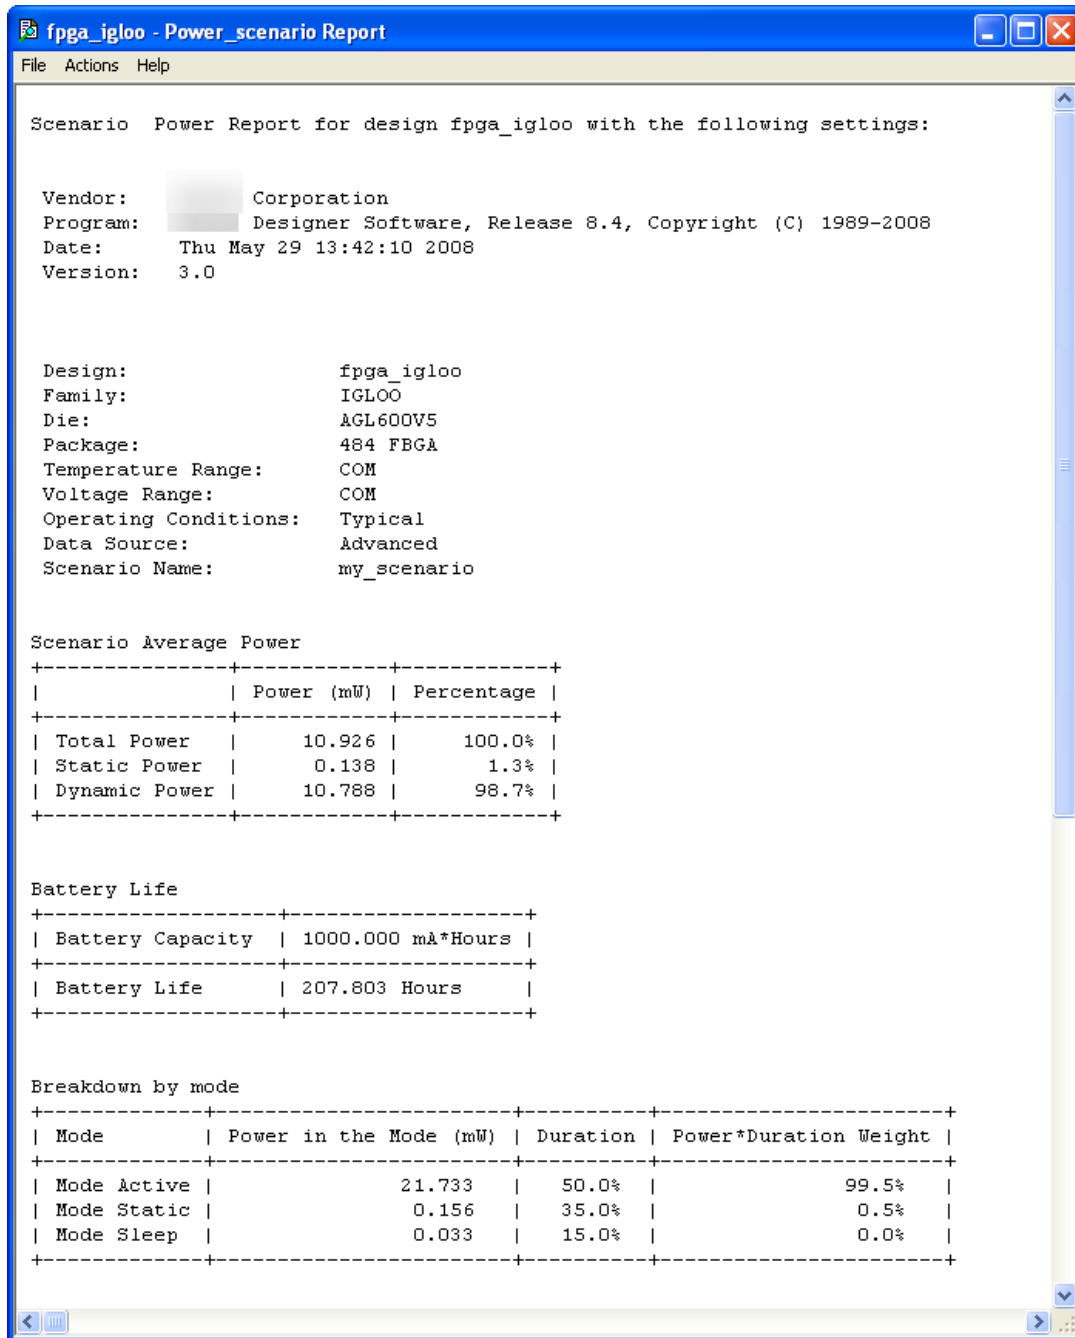 fpga_igloo - Power_scenario Report
File Actions Help
Scenario  Power Report for design fpga_igloo with the following settings:
Vendor: Corporation
Program: Designer Software, Release 8.4, Copyright (C) 1989-2008
Date: Thu May 29 13:42:10 2008
Version: 3.0
Design: fpga_igloo
Family: IGLOO
Die: AGL600V5
Package: 484 FBGA
Temperature Range: COM
Voltage Range: COM
Operating Conditions: Typical
Data Source: Advanced
Scenario Name: my_scenario
Scenario Average Power
+---------------+------------+------------+
|               | Power (mW) | Percentage |
+---------------+------------+------------+
| Total Power   |     10.926 |     100.0% |
| Static Power  |      0.138 |       1.3% |
| Dynamic Power |     10.788 |      98.7% |
+---------------+------------+------------+
Battery Life
+-------------------+-------------------+
| Battery Capacity  | 1000.000 mA*Hours |
+-------------------+-------------------+
| Battery Life      | 207.803 Hours     |
+-------------------+-------------------+
Breakdown by mode
+-------------+------------------------+----------+-----------------------+
| Mode        | Power in the Mode (mW) | Duration | Power*Duration Weight |
+-------------+------------------------+----------+-----------------------+
| Mode Active |               21.733   |   50.0%  |               99.5%   |
| Mode Static |                0.156   |   35.0%  |                0.5%   |
| Mode Sleep  |                0.033   |   15.0%  |                0.0%   |
+-------------+------------------------+----------+-----------------------+